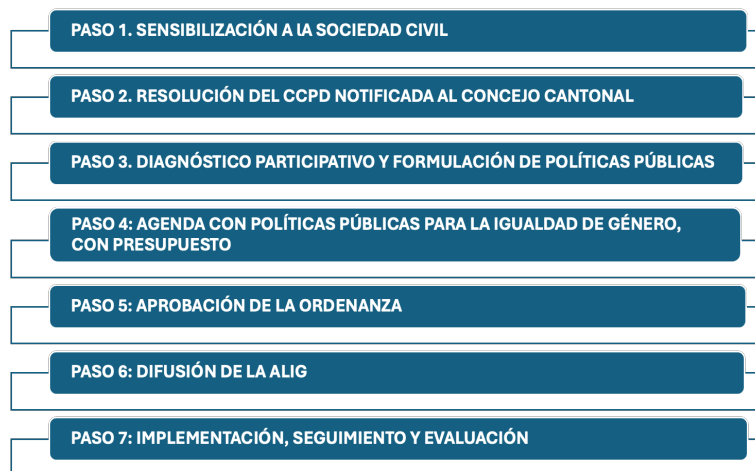 PASO 1. SENSIBILIZACIÓN A lA SOCIEDAD CIVIL
PASO 2. RESOLUCIÓN DEL CCPD NOTIFICADA AL CONCEJO CANTONAL
PASO 3. DIAGNÓSTICO PARTICIPATIVO Y FORMULACIÓN DE POLÍTICAS PÚBLICAS
PASO 4: AGENDA CON POLÍTICAS PÚBLICAS PARA LA IGUALDAD DE GÉNERO,
CON PRESUPUESTO
PASO 5: APROBACIÓN DE LA ORDENANZA
PASO 6: DIFUSIÓN DE LA ALIG
PASO 7: IMPLEMENTACIÓN, SEGUIMIENTO Y EVALUACIÓN